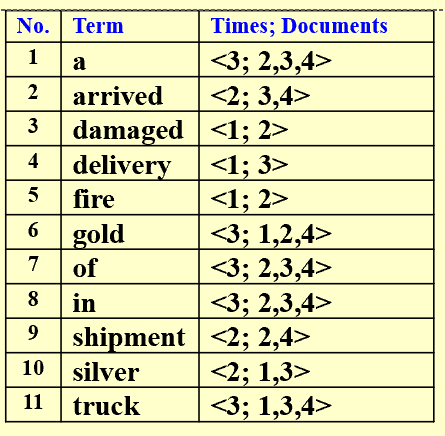 No. Term Times; Documents
1 a <3; 2,3,4>
2 arrived <2; 3,4>
3 damaged <1; 2>
4 delivery <1; 3>
5 fire <1; 2>
6 gold <3; 1,2,4>
7 of <3; 2,3,4>
8 in <3; 2,3,4>
9 shipment <2; 2,4>
10 silver <2; 1,3>
11 truck <3; 1,3,4>